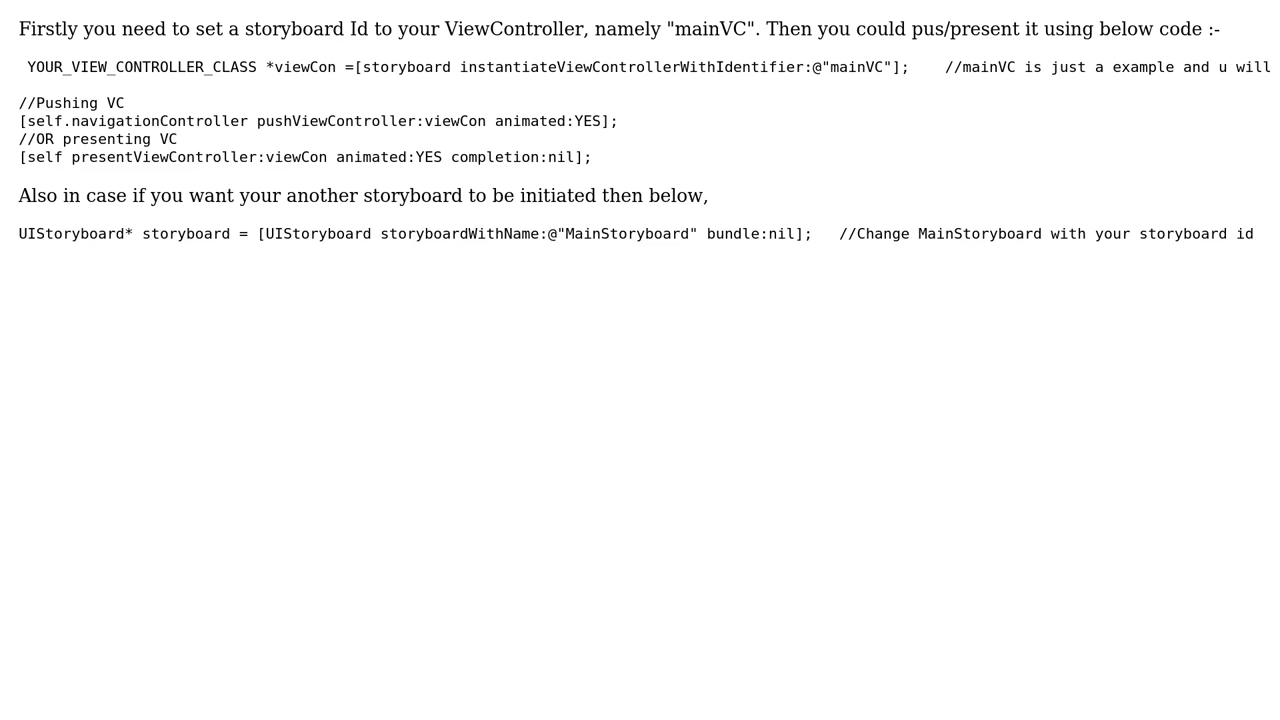 Firstly you need to set a storyboard Id to your ViewController, namely "mainVC". Then you could pus/present it using below code :-
YOUR_VIEW_CONTROLLER_CLASS *viewCon =[storyboard instantiateViewControllerWithIdentifier:@"mainVC"];    //mainVC is just a example and u will
//Pushing VC
[self.navigationController pushViewController:viewCon animated:YES];
//OR presenting VC
[self presentViewController:viewCon animated:YES completion:nil];
Also in case if you want your another storyboard to be initiated then below,
UIStoryboard* storyboard = [UIStoryboard storyboardWithName:@"MainStoryboard" bundle:nil];   //Change MainStoryboard with your storyboard id